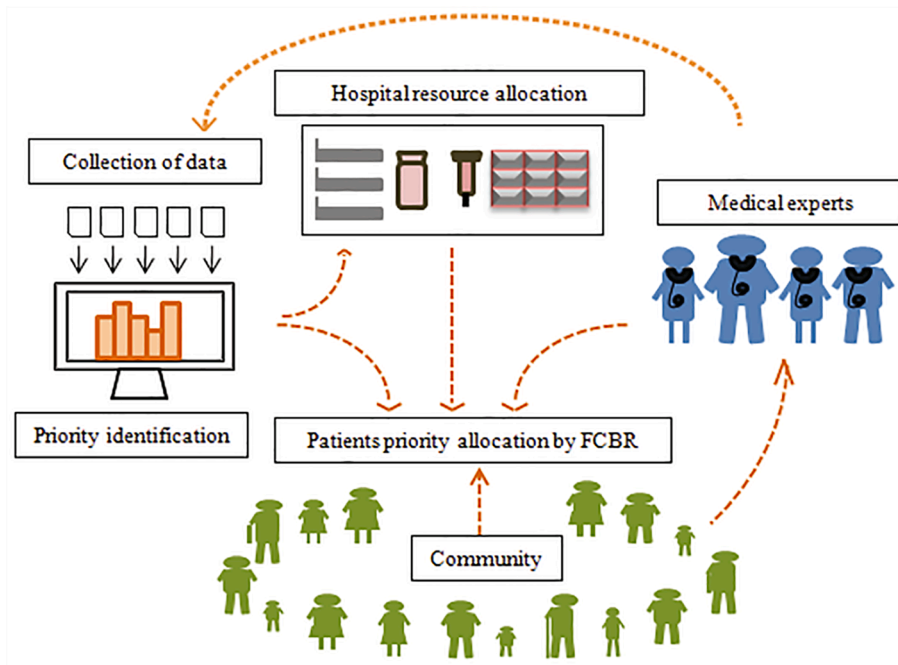 Hospital resource allocation
Collection of data
Medical experts
Priority identification
Patients priority allocation by FCBR
Community